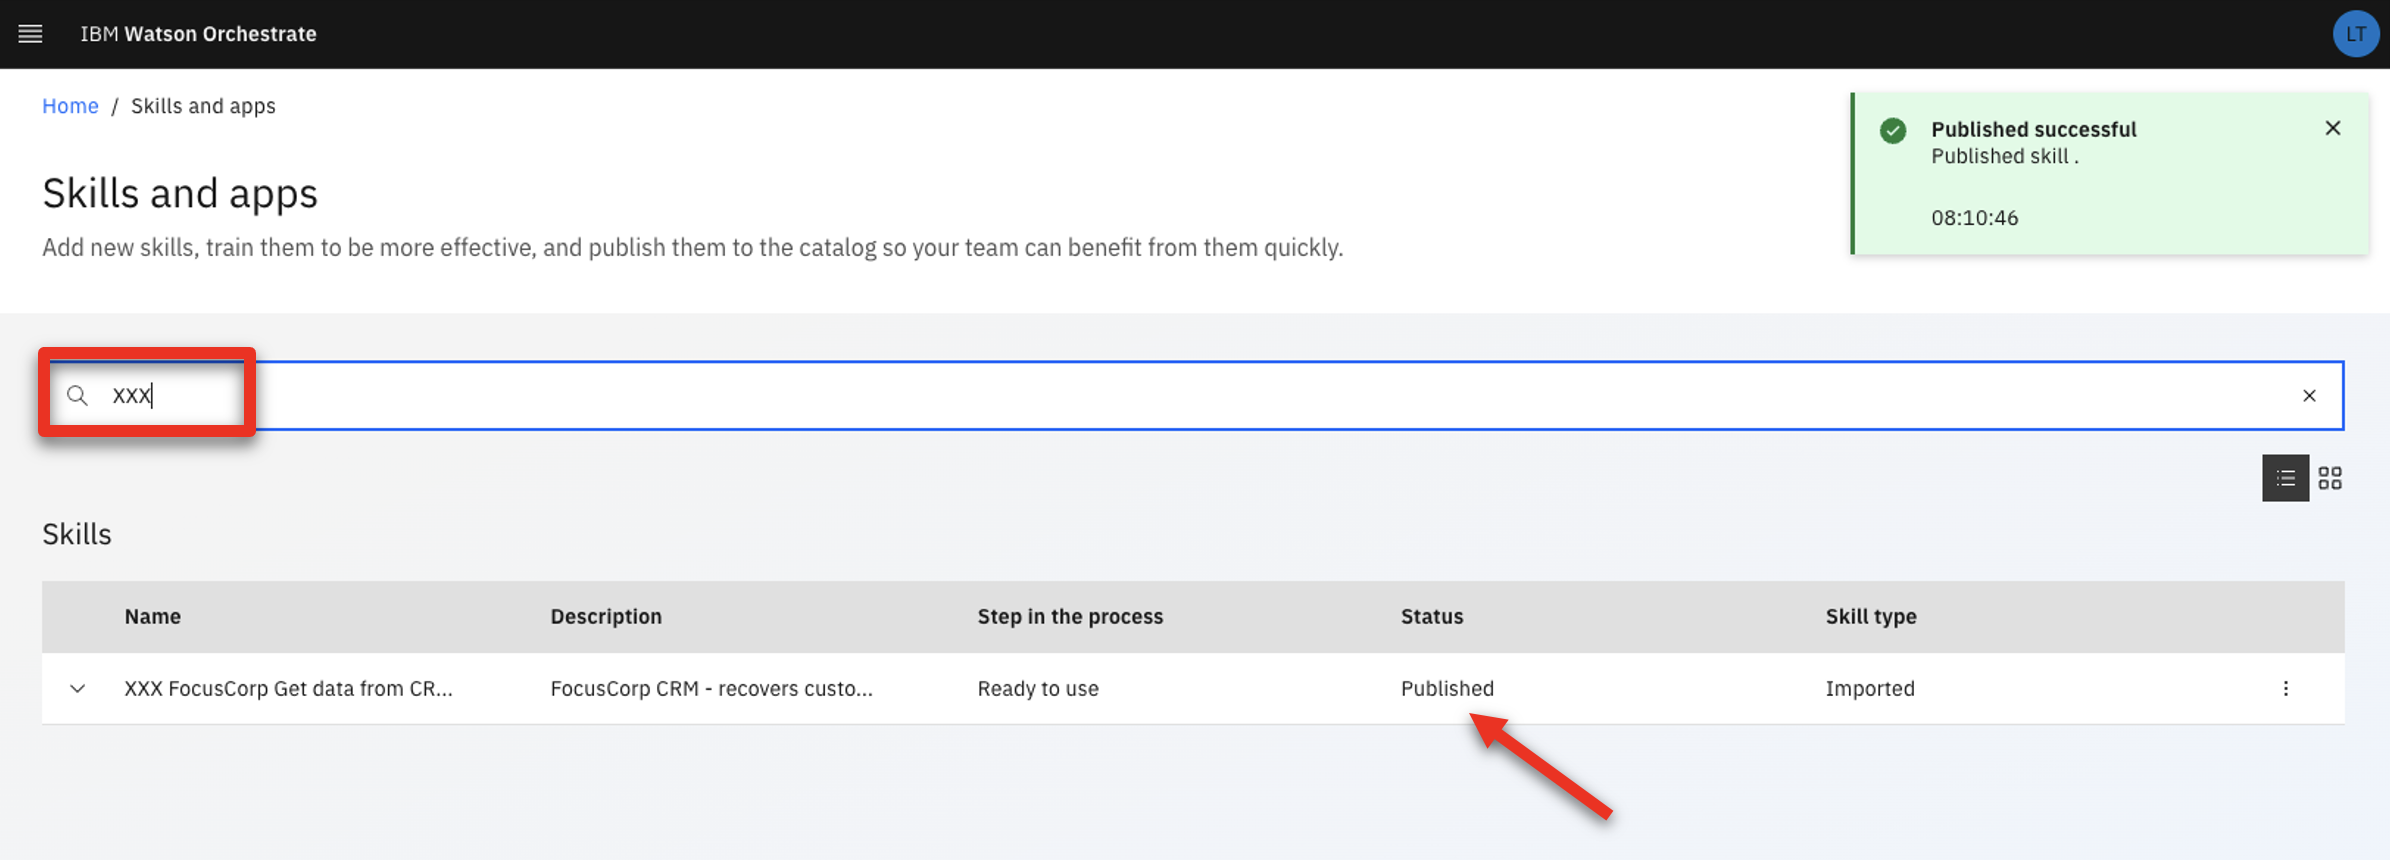 IBM Watson Orchestrate
LT
Home / Skills and apps
Published successful
Published skill .
08:10:46
Skills and apps
Add new skills, train them to be more effective, and publish them to the catalog so your team can benefit from them quickly.
XXX
Skills
Name Description Step in the process Status Skill type
XXX FocusCorp Get data from CR... FocusCorp CRM - recovers custo... Ready to use Published Imported